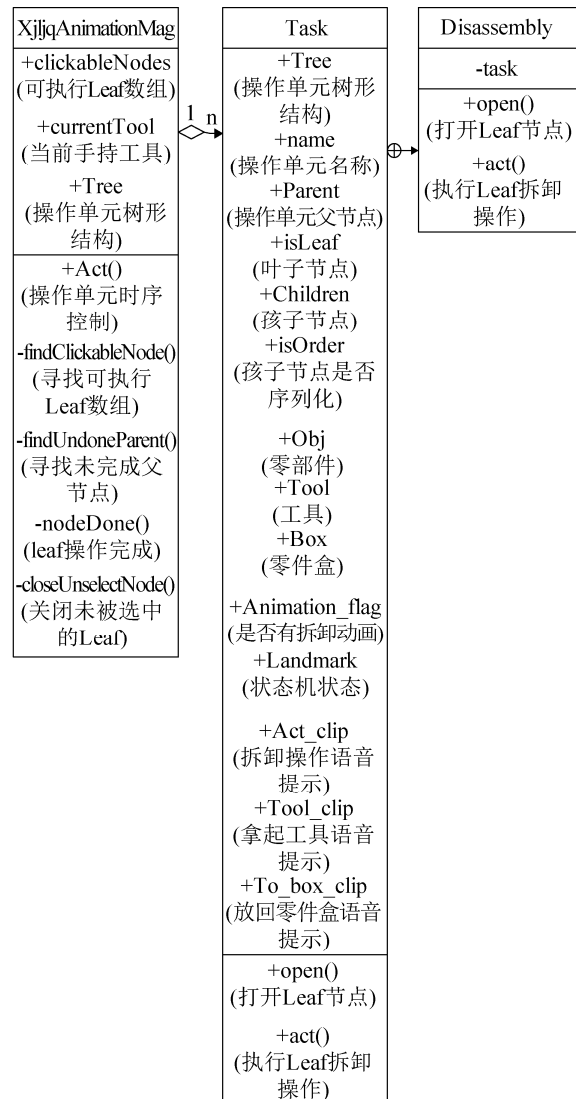 XjljqAnimationMag
+clickableNodes
(可执行Leaf数组)
+currentTool
(当前手持工具)
+Tree
(操作单元树形
结构)
+Act()
(操作单元时序
控制)
-findClickableNode()
(寻找可执行
Leaf数组)
-findUndoneParent()
(寻找未完成父
节点)
-nodeDone()
(leaf操作完成)
-closeUnselectNode()
(关闭未被选中
的Leaf)
1
n
Task
+Tree
(操作单元树形
结构)
+name
(操作单元名称)
+Parent
(操作单元父节点)
+isLeaf
(叶子节点)
+Children
(孩子节点)
+isOrder
(孩子节点是否
序列化)
+Obj
(零部件)
+Tool
(工具)
+Box
(零件盒)
+Animation_flag
(是否有拆卸动画)
+Landmark
(状态机状态)
+Act_clip
(拆卸操作语音
提示)
+Tool_clip
(拿起工具语音
提示)
+To_box_clip
(放回零件盒语音
提示)
+open()
(打开Leaf节点)
+act()
(执行Leaf拆卸
操作)
Disassembly
-task
+open()
(打开Leaf节点)
+act()
(执行Leaf拆卸
操作)